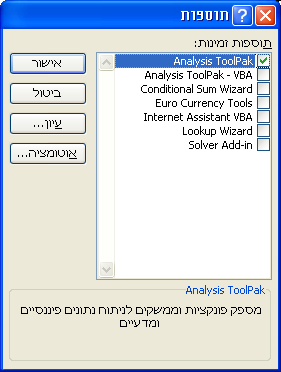 תוספות
תוספות זמינות:
Analysis ToolPak
Analysis ToolPak - VBA
Conditional Sum Wizard
Euro Currency Tools
Internet Assistant VBA
Lookup Wizard
Solver Add-in
אישור
ביטול
עיון...
אוטומציה...
Analysis ToolPak
מספק פונקציות וממשקים לניתוח נתונים פיננסיים
ומדעיים